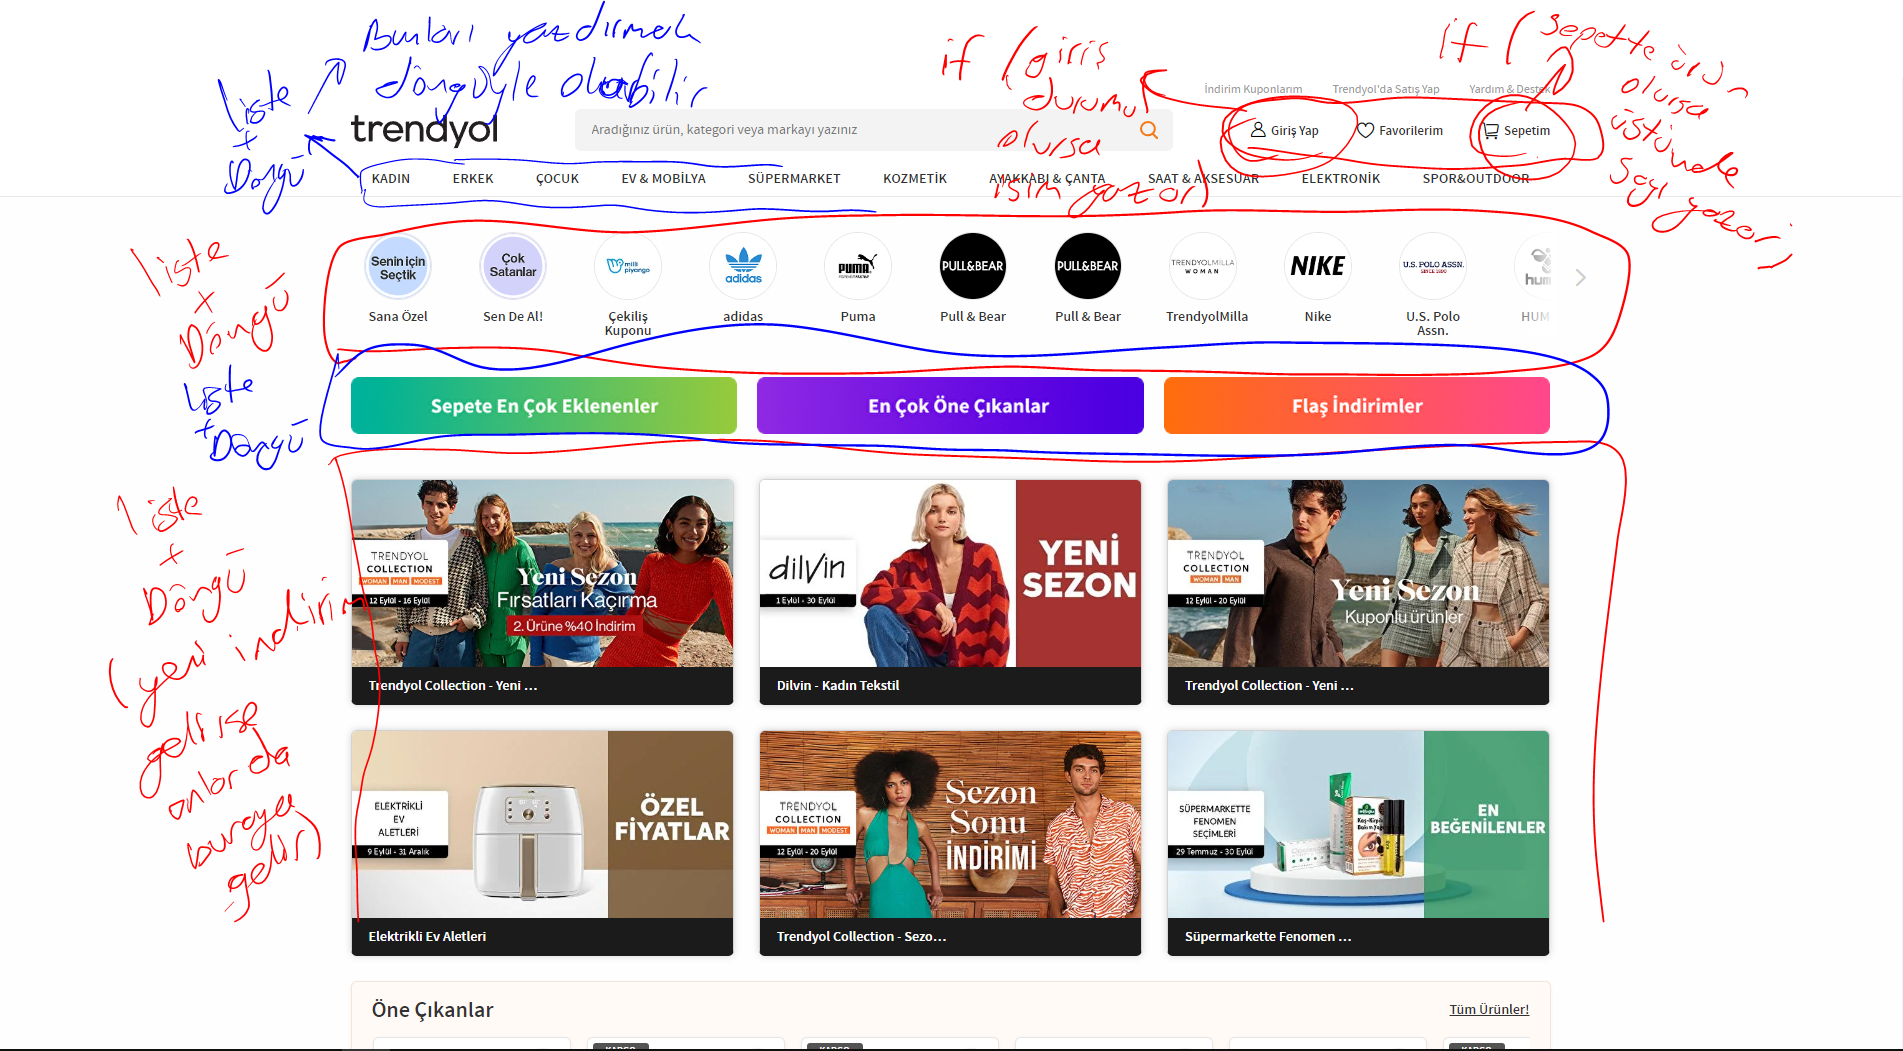 Bunları yazdırmak
döngüyle olabilir
liste
+
Döngü
if (giriş
durumu
olursa
isim yazar)
if (sepette ürün
olursa
üstünde
sayı yazar)
İndirim Kuponlarım
Trendyol'da Satış Yap
Yardım & Destek
trendyol
Aradığınız ürün, kategori veya markayı yazınız
Giriş Yap
Favorilerim
Sepetim
KADIN
ERKEK
ÇOCUK
EV & MOBİLYA
SÜPERMARKET
KOZMETİK
AYAKKABI & ÇANTA
SAAT & AKSESUAR
ELEKTRONİK
SPOR&OUTDOOR
liste
+
Döngü
Senin için
Seçtik
Çok
Satanlar
milli
piyango
adidas
PUMA
PULL&BEAR
PULL&BEAR
TRENDYOLMILLA
WOMAN
NIKE
U.S. POLO ASSN.
SINCE 1890
hum
Sana Özel
Sen De Al!
Çekiliş
Kuponu
adidas
Puma
Pull & Bear
Pull & Bear
TrendyolMilla
Nike
U.S. Polo
Assn.
HUM
liste
+
Döngü
Sepete En Çok Eklenenler
En Çok Öne Çıkanlar
Flaş İndirimler
liste
+
Döngü
(yeni indirim
gelirse
onlar da
buraya
gelir)
TRENDYOL
COLLECTION
WOMAN MAN MODEST
12 Eylül - 16 Eylül
Yeni Sezon
Fırsatları Kaçırma
2. Ürüne %40 İndirim
Trendyol Collection - Yeni ...
dilvin
1 Eylül - 30 Eylül
YENİ
SEZON
Dilvin - Kadın Tekstil
TRENDYOL
COLLECTION
WOMAN MAN
12 Eylül - 20 Eylül
Yeni Sezon
Kuponlu ürünler
Trendyol Collection - Yeni ...
ELEKTRİKLİ
EV
ALETLERİ
9 Eylül - 31 Aralık
ÖZEL
FİYATLAR
Elektrikli Ev Aletleri
TRENDYOL
COLLECTION
WOMAN MAN MODEST
12 Eylül - 20 Eylül
Sezon
Sonu
İNDİRİMİ
Trendyol Collection - Sezo...
SÜPERMARKETTE
FENOMEN
SEÇİMLERİ
29 Temmuz - 30 Eylül
EN
BEĞENİLENLER
Süpermarkette Fenomen ...
Öne Çıkanlar
Tüm Ürünler!
KARGO
KARGO
KARGO